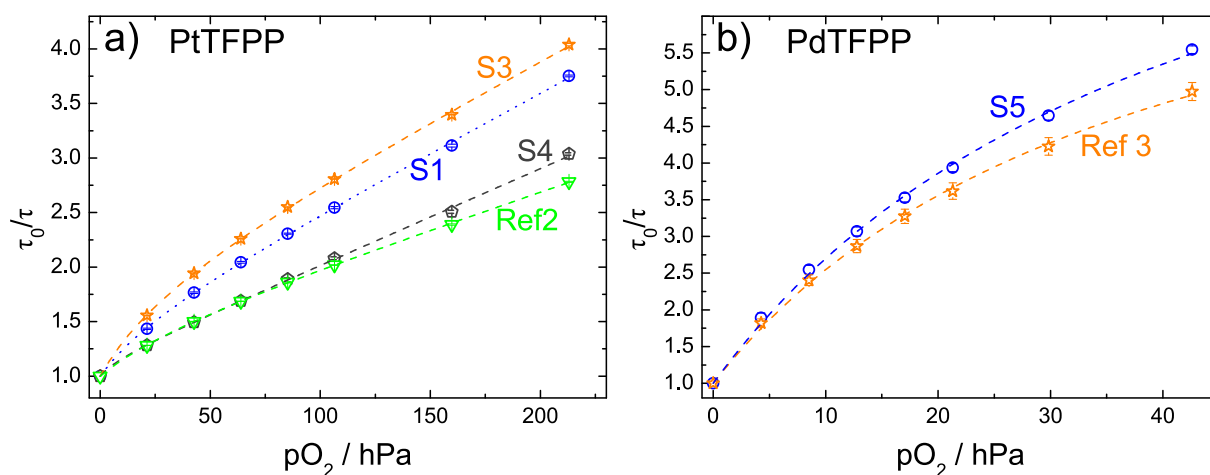 a) PtTFPP
S3
S1
S4
Ref2
4.0
3.5
3.0
2.5
2.0
1.5
1.0
τ₀/τ
0 50 100 150 200
pO₂ / hPa
b) PdTFPP
S5
Ref 3
5.5
5.0
4.5
4.0
3.5
3.0
2.5
2.0
1.5
1.0
τ₀/τ
0 10 20 30 40
pO₂ / hPa